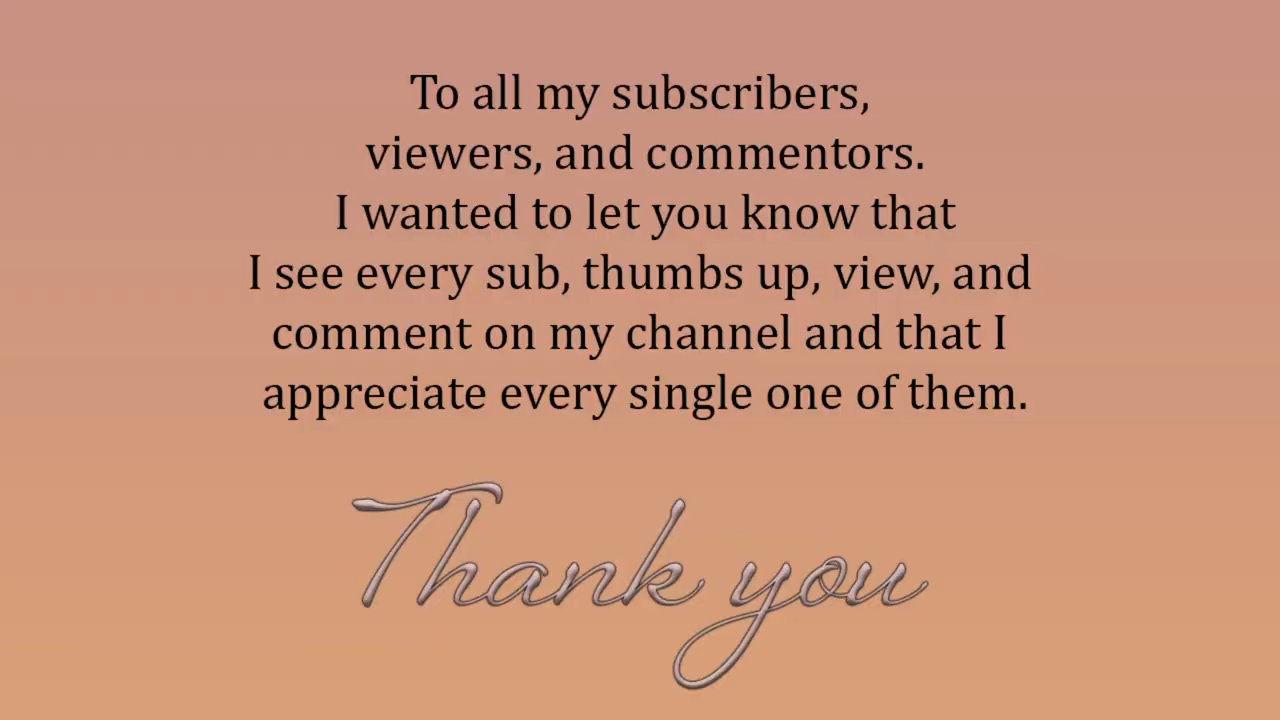 To all my subscribers,
viewers, and commentors.
I wanted to let you know that
I see every sub, thumbs up, view, and
comment on my channel and that I
appreciate every single one of them.
Thank you